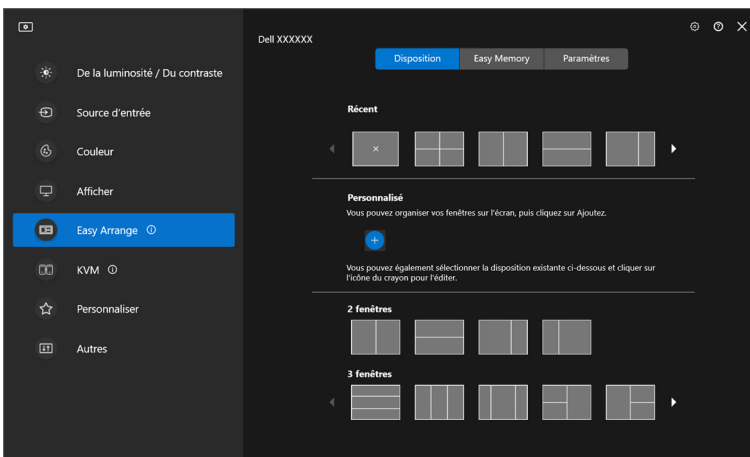 Dell XXXXXX
De la luminosité / Du contraste
Source d'entrée
Couleur
Afficher
Easy Arrange
KVM
Personnaliser
Autres
Disposition
Easy Memory
Paramètres
Récent
Personnalisé
Vous pouvez organiser vos fenêtres sur l'écran, puis cliquez sur Ajoutez.
Vous pouvez également sélectionner la disposition existante ci-dessous et cliquer sur
l'icône du crayon pour l'éditer.
2 fenêtres
3 fenêtres